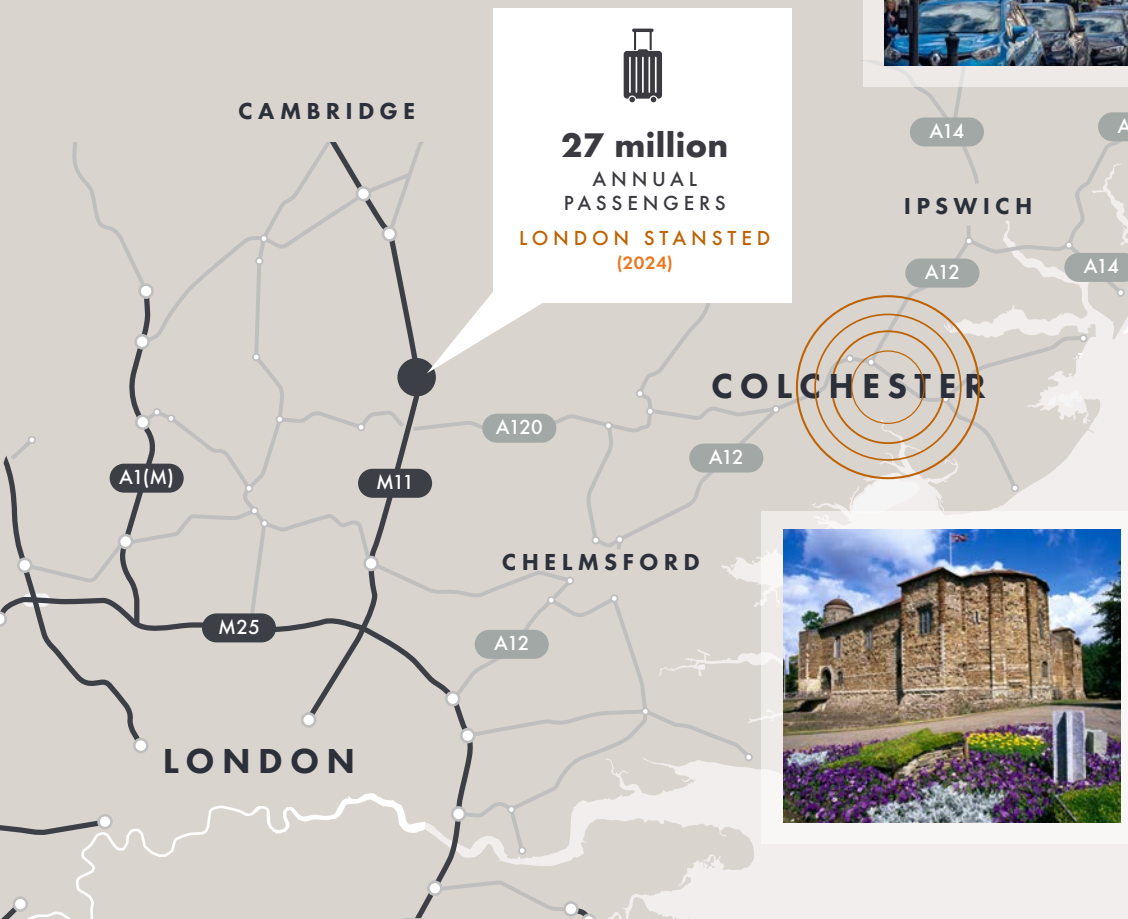 CAMBRIDGE
27 million
ANNUAL
PASSENGERS
LONDON STANSTED
(2024)
A14
A
IPSWICH
A12
A14
COLCHESTER
A120
A12
A1(M)
M11
CHELMSFORD
M25
A12
LONDON